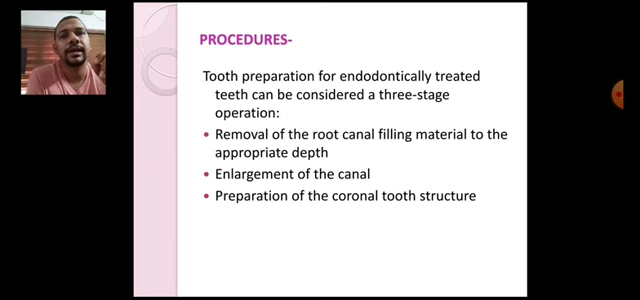 PROCEDURES-
Tooth preparation for endodontically treated
teeth can be considered a three-stage
operation:
• Removal of the root canal filling material to the
appropriate depth
• Enlargement of the canal
• Preparation of the coronal tooth structure